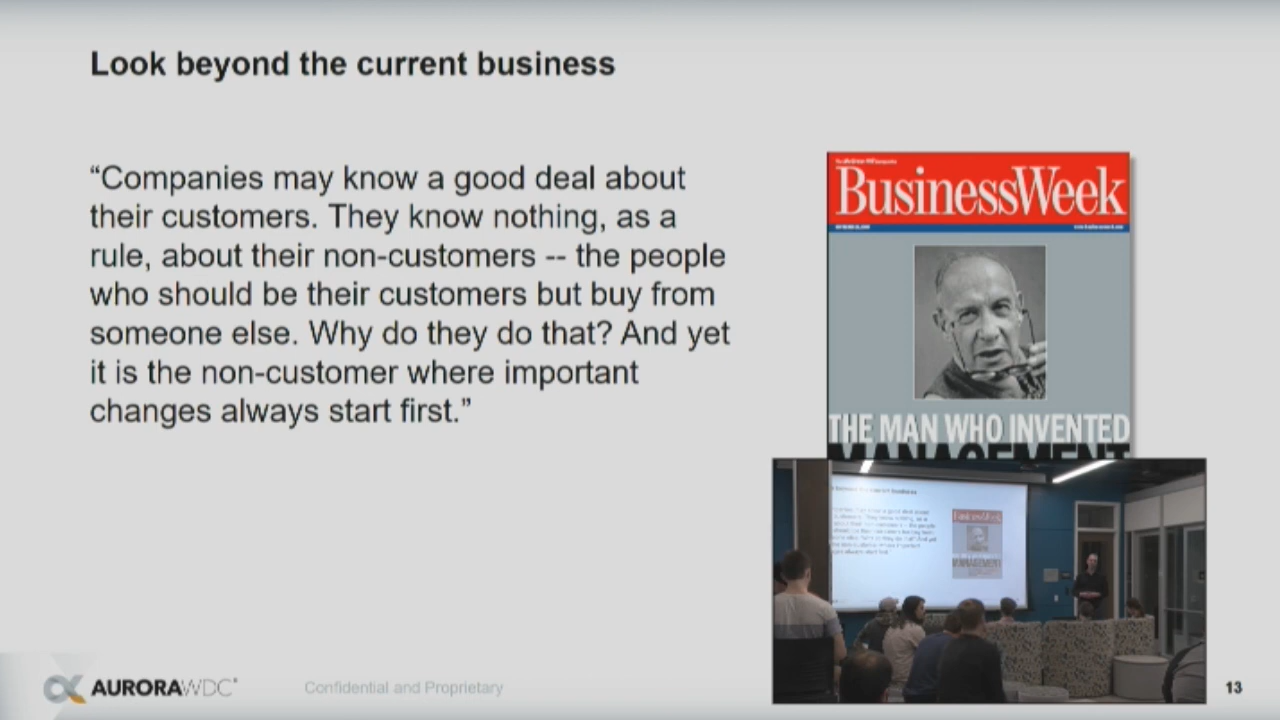 Look beyond the current business
“Companies may know a good deal about
their customers. They know nothing, as a
rule, about their non-customers -- the people
who should be their customers but buy from
someone else. Why do they do that? And yet
it is the non-customer where important
changes always start first.”
BusinessWeek
THE MAN WHO INVENTED
MANAGEMENT
BusinessWeek
MANAGEMENT
AURORAWDC
Confidential and Proprietary
13